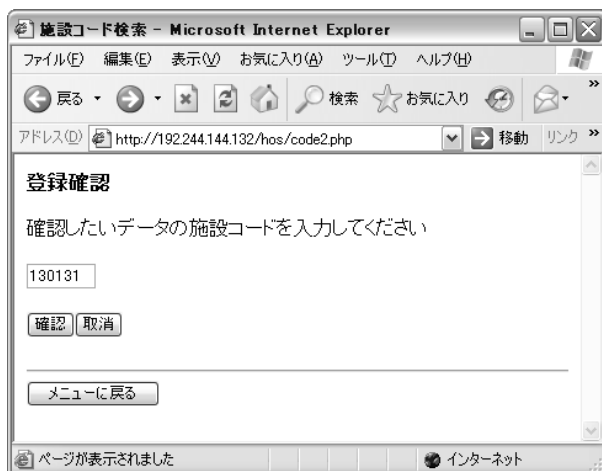 施設コード検索 - Microsoft Internet Explorer
ファイル(F) 編集(E) 表示(V) お気に入り(A) ツール(T) ヘルプ(H)
戻る 検索 お気に入り »
アドレス(D) http://192.244.144.132/hos/code2.php 移動 リンク »
登録確認
確認したいデータの施設コードを入力してください
130131
確認 取消
メニューに戻る
ページが表示されました インターネット